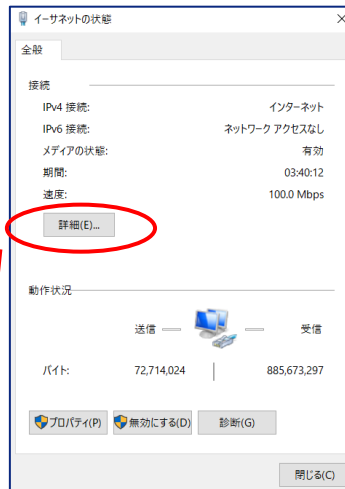 イーサネットの状態
全般
接続
IPv4 接続: インターネット
IPv6 接続: ネットワーク アクセスなし
メディアの状態: 有効
期間: 03:40:12
速度: 100.0 Mbps
詳細(E)...
動作状況
送信 受信
バイト: 72,714,024 885,673,297
プロパティ(P) 無効にする(D) 診断(G)
閉じる(C)